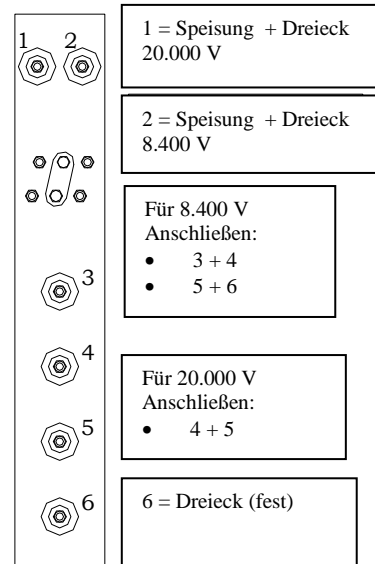 1 2
1 = Speisung + Dreieck
20.000 V
2 = Speisung + Dreieck
8.400 V
Für 8.400 V
Anschließen:
• 3 + 4
• 5 + 6
3
4
Für 20.000 V
Anschließen:
• 4 + 5
5
6
6 = Dreieck (fest)